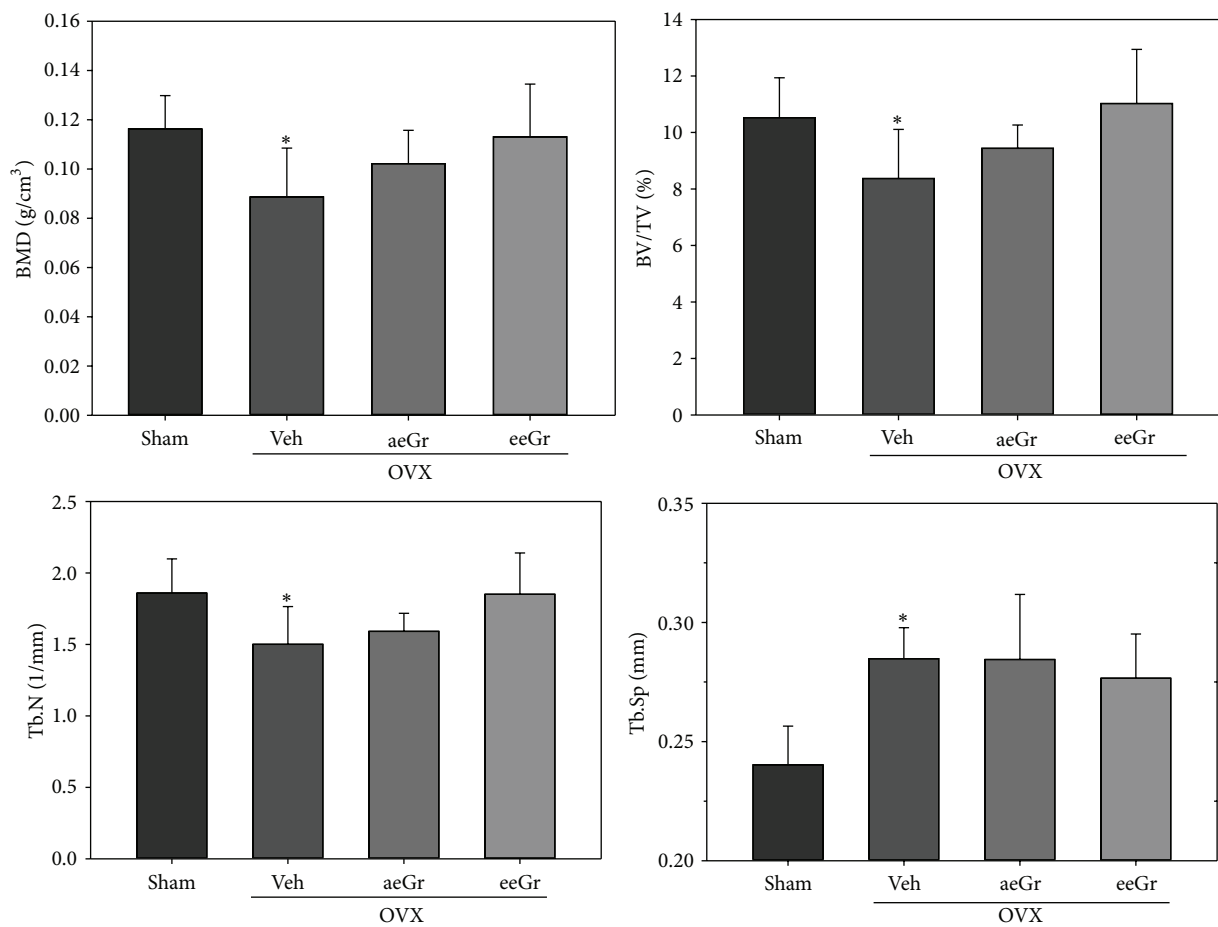 BMD (g/cm³)
0.16
0.14
0.12
0.10
0.08
0.06
0.04
0.02
0.00
*
Sham Veh aeGr eeGr
OVX
BV/TV (%)
14
12
10
8
6
4
2
0
*
Sham Veh aeGr eeGr
OVX
Tb.N (1/mm)
2.5
2.0
1.5
1.0
0.5
0.0
*
Sham Veh aeGr eeGr
OVX
Tb.Sp (mm)
0.35
0.30
0.25
0.20
*
Sham Veh aeGr eeGr
OVX